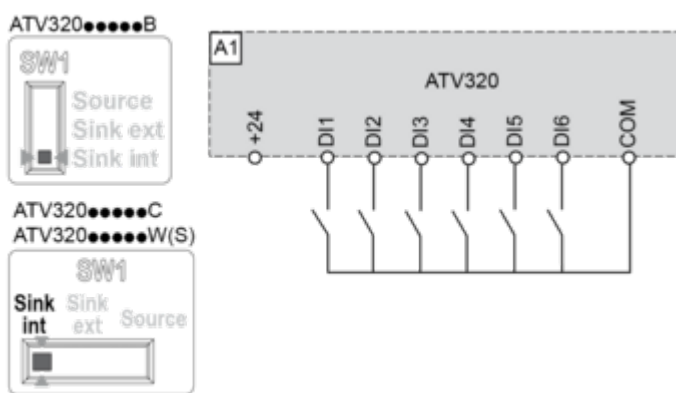 ATV320●●●●●B
SW1
Source
Sink ext
Sink int
ATV320●●●●●C
ATV320●●●●●W(S)
SW1
Sink int
Sink ext
Source
A1
ATV320
+24
DI1
DI2
DI3
DI4
DI5
DI6
COM